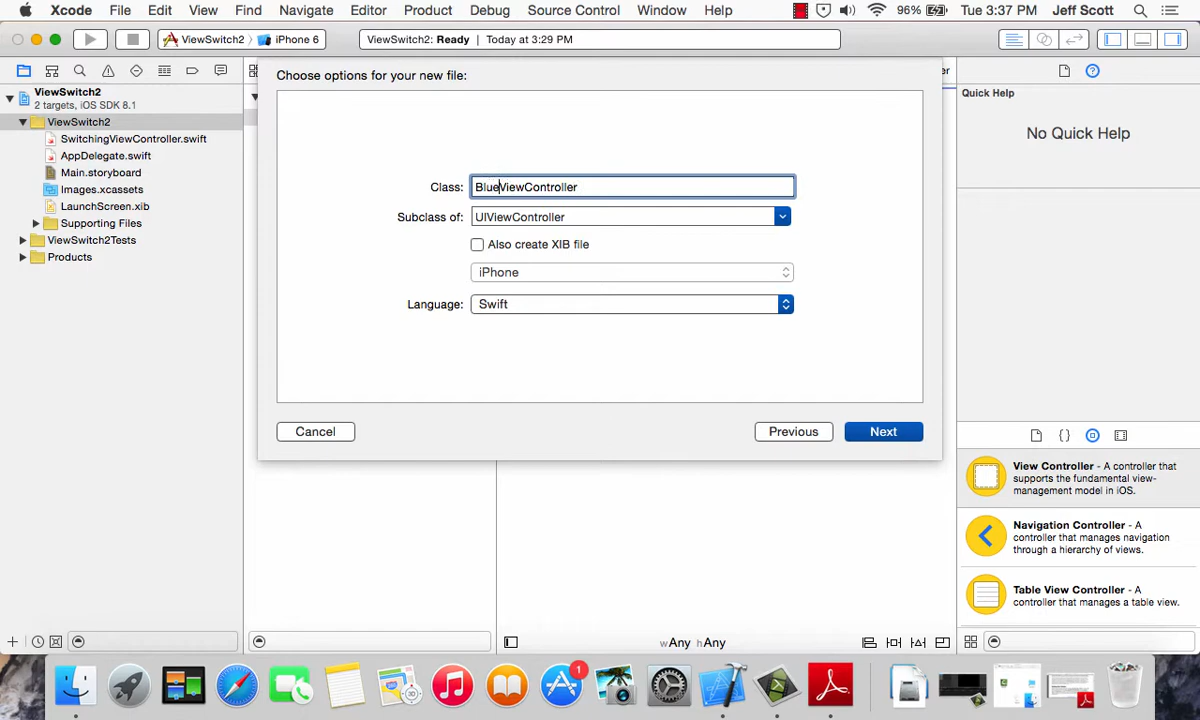 Xcode File Edit View Find Navigate Editor Product Debug Source Control Window Help 96% Tue 3:37 PM Jeff Scott
ViewSwitch2 iPhone 6 ViewSwitch2: Ready | Today at 3:29 PM
ViewSwitch2
2 targets, iOS SDK 8.1
ViewSwitch2
SwitchingViewController.swift
AppDelegate.swift
Main.storyboard
Images.xcassets
LaunchScreen.xib
Supporting Files
ViewSwitch2Tests
Products
Choose options for your new file:
Class: BlueViewController
Subclass of: UIViewController
Also create XIB file
iPhone
Language: Swift
Cancel Previous Next
Quick Help
No Quick Help
{}
View Controller - A controller that
supports the fundamental view-
management model in iOS.
Navigation Controller - A
controller that manages navigation
through a hierarchy of views.
Table View Controller - A
controller that manages a table view.
wAny hAny
1